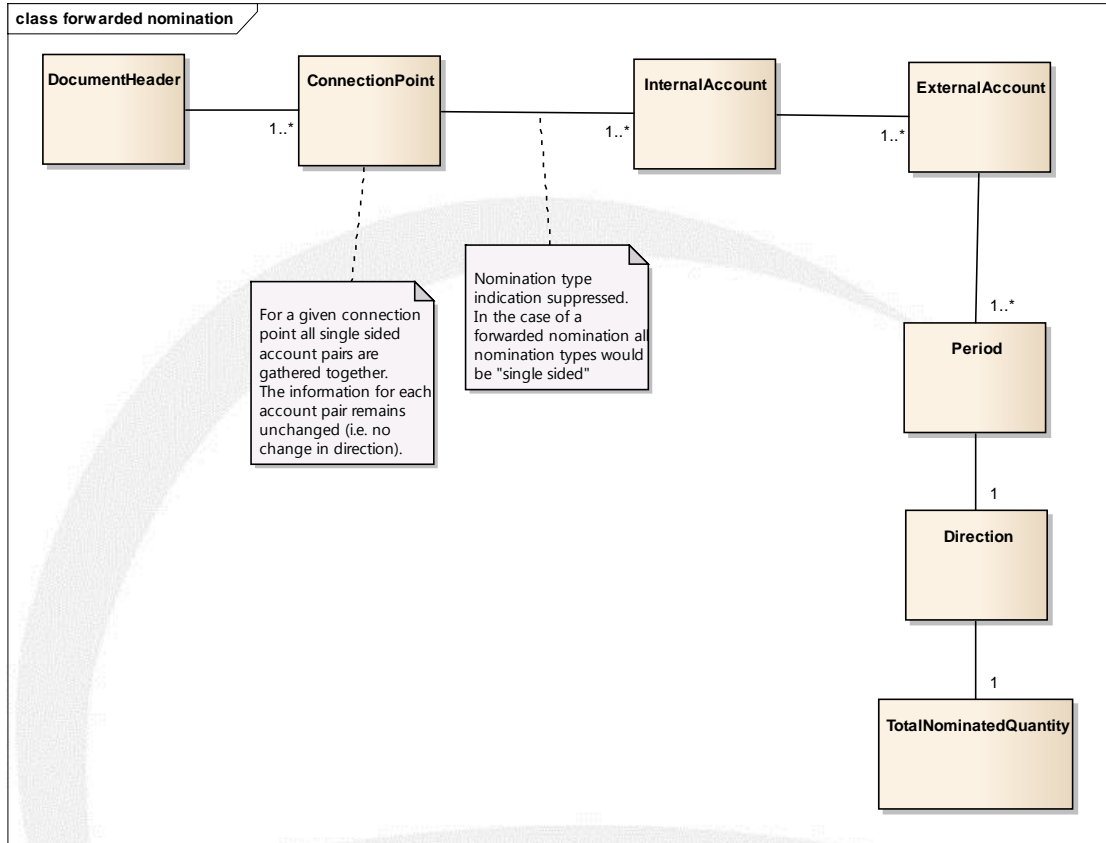 class forwarded nomination
DocumentHeader
ConnectionPoint
InternalAccount
ExternalAccount
1..*
1..*
1..*
For a given connection
point all single sided
account pairs are
gathered together.
The information for each
account pair remains
unchanged (i.e. no
change in direction).
Nomination type
indication suppressed.
In the case of a
forwarded nomination all
nomination types would
be "single sided"
1..*
Period
1
Direction
1
TotalNominatedQuantity